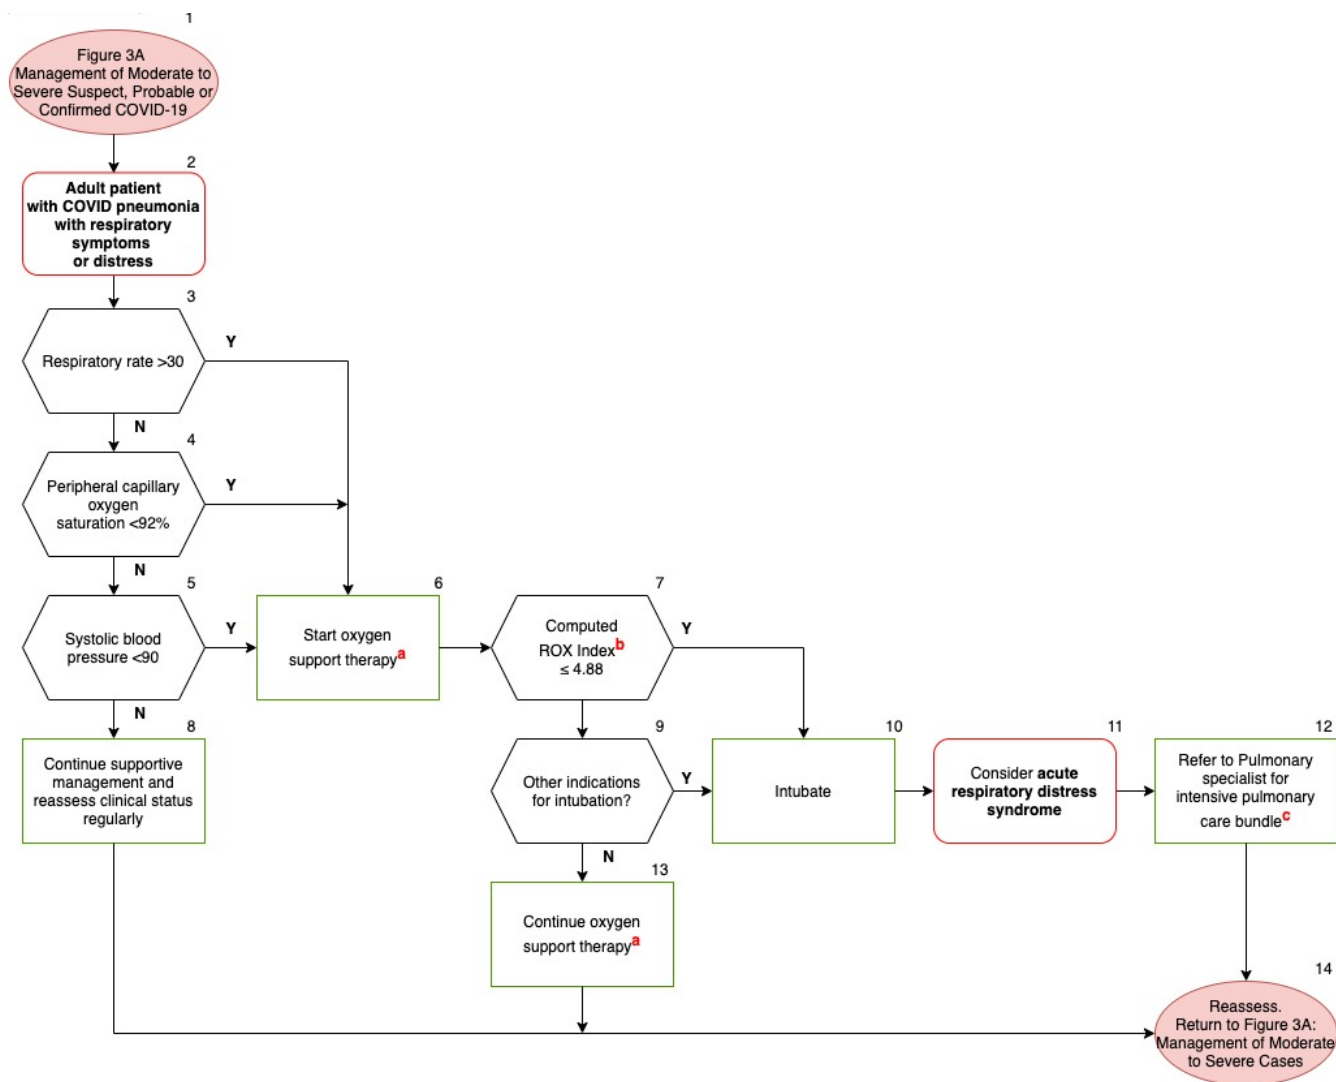 1
Figure 3A
Management of Moderate to
Severe Suspect, Probable or
Confirmed COVID-19
2
Adult patient
with COVID pneumonia
with respiratory
symptoms
or distress
3
Respiratory rate >30
Y
N
4
Peripheral capillary
oxygen
saturation <92%
Y
N
5
Systolic blood
pressure <90
Y
N
6
Start oxygen
support therapyᵃ
7
Computed
ROX Indexᵇ
≤ 4.88
Y
8
Continue supportive
management and
reassess clinical status
regularly
9
Other indications
for intubation?
Y
N
10
Intubate
11
Consider acute
respiratory distress
syndrome
12
Refer to Pulmonary
specialist for
intensive pulmonary
care bundleᶜ
13
Continue oxygen
support therapyᵃ
14
Reassess.
Return to Figure 3A:
Management of Moderate
to Severe Cases